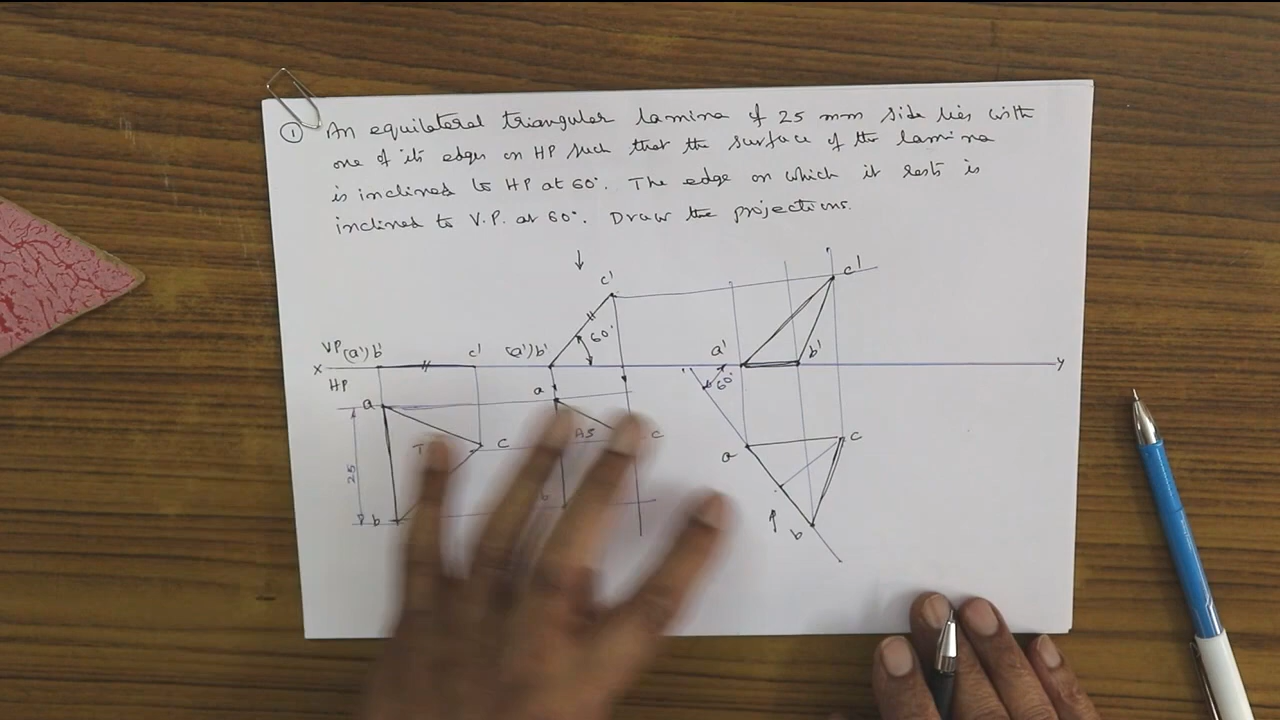 ① An equilateral triangular lamina of 25 mm side lies with
one of its edges on HP such that the surface of the lamina
is inclined to HP at 60°. The edge on which it rests is
inclined to V.P. at 60°. Draw the projections.
c' c'
60°
VP (a') b' c' (a') b' a' b'
X Y
HP
60°
a a
c c a c
T AS
25
b b b